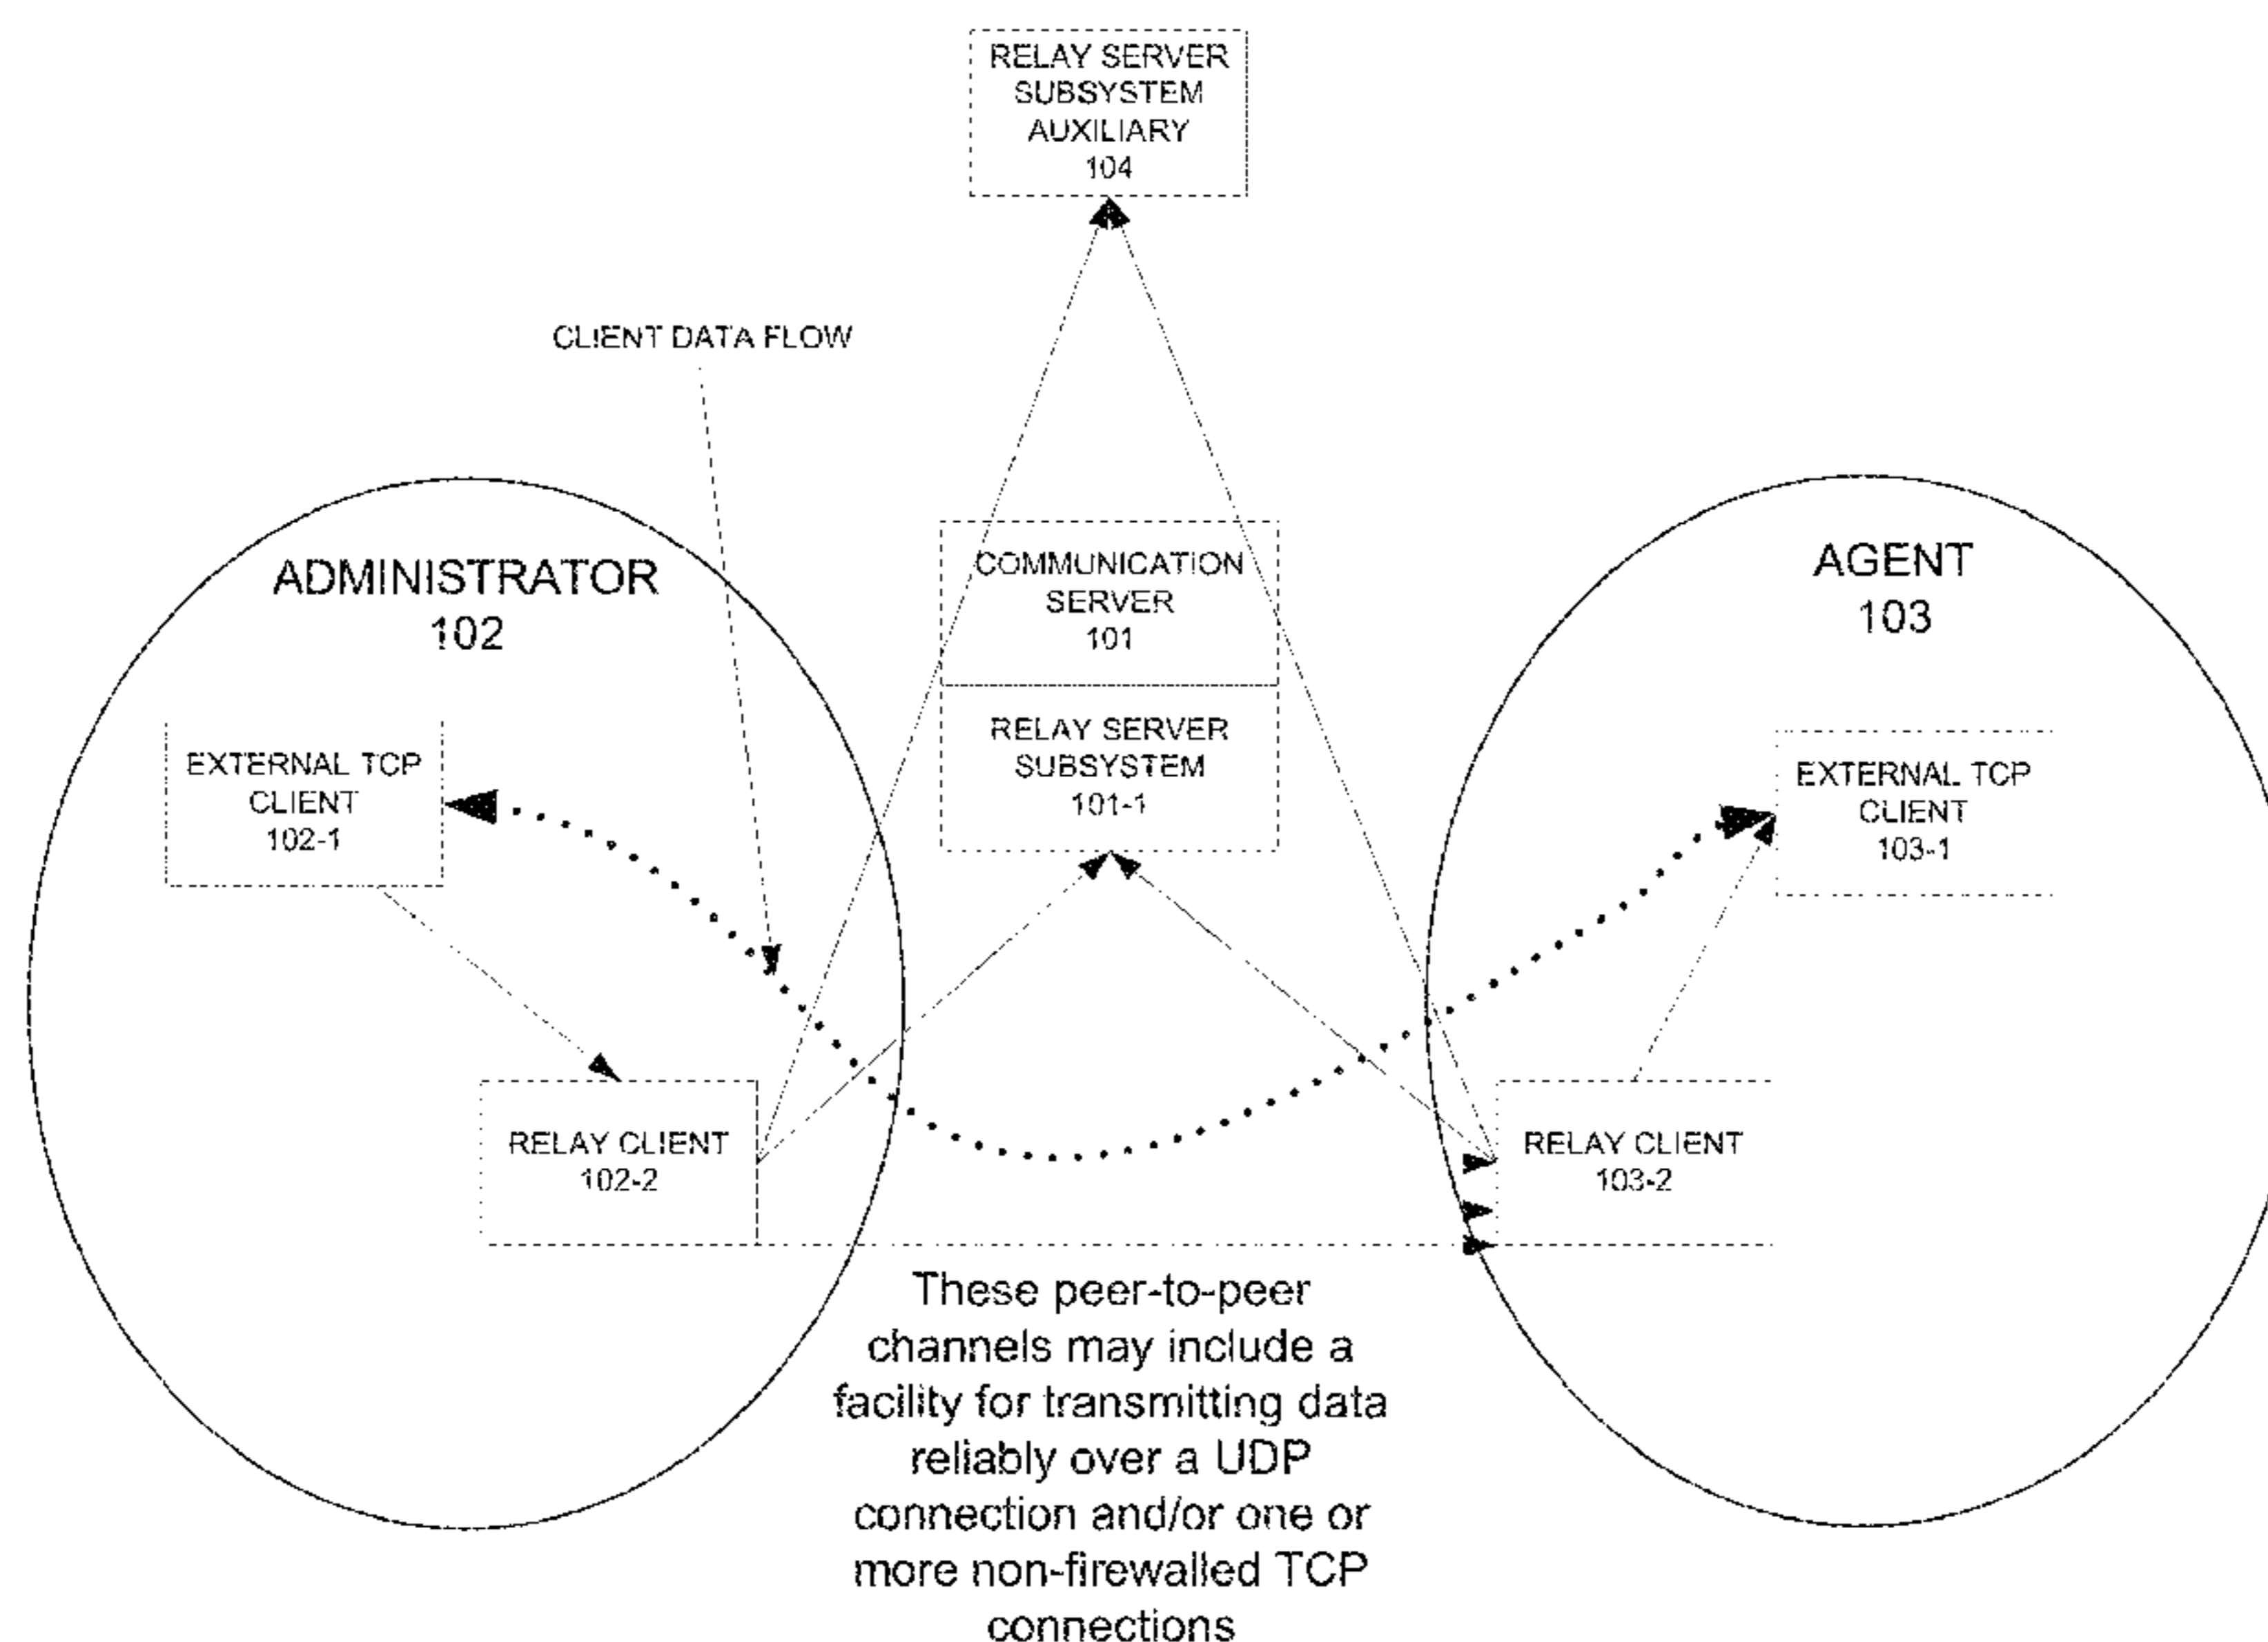 RELAY SERVER
SUBSYSTEM
AUXILIARY
104
CLIENT DATA FLOW
COMMUNICATION
SERVER
101
RELAY SERVER
SUBSYSTEM
101-1
ADMINISTRATOR
102
EXTERNAL TCP
CLIENT
102-1
RELAY CLIENT
102-2
AGENT
103
EXTERNAL TCP
CLIENT
103-1
RELAY CLIENT
103-2
These peer-to-peer
channels may include a
facility for transmitting data
reliably over a UDP
connection and/or one or
more non-firewalled TCP
connections